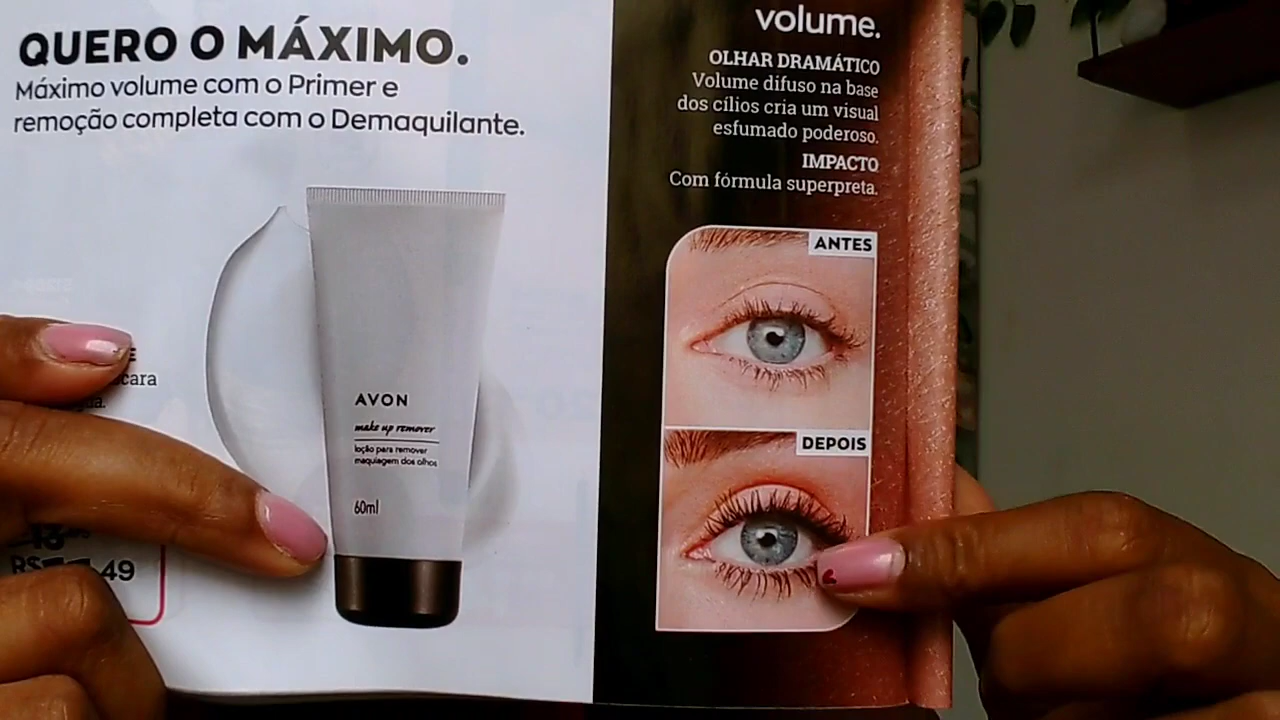 QUERO O MÁXIMO.
Máximo volume com o Primer e
remoção completa com o Demaquilante.
AVON
make up remover
loção para remover
maquiagem dos olhos
60ml
R$ ,49
volume.
OLHAR DRAMÁTICO
Volume difuso na base
dos cílios cria um visual
esfumado poderoso.
IMPACTO
Com fórmula superpreta.
ANTES
DEPOIS